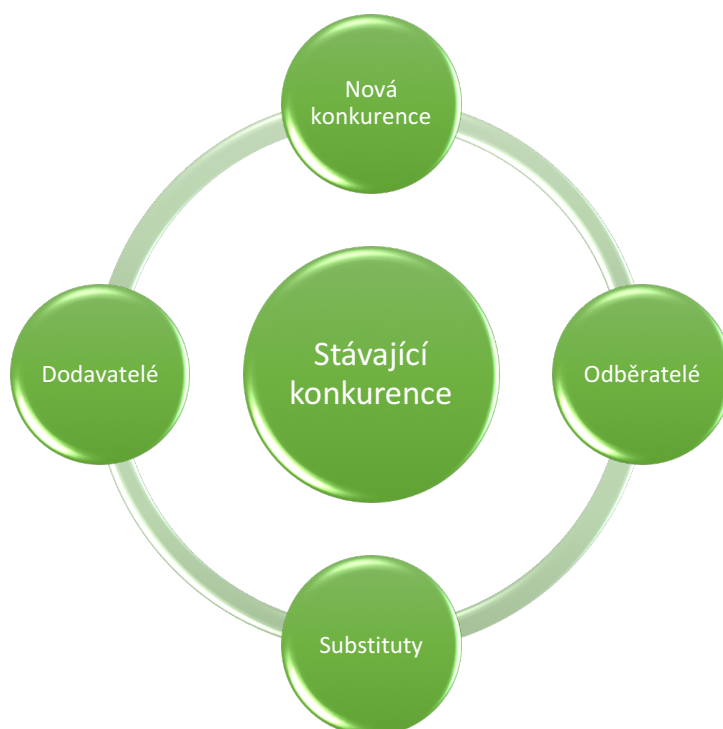 Nová
konkurence
Stávající
konkurence
Dodavatelé
Odběratelé
Substituty